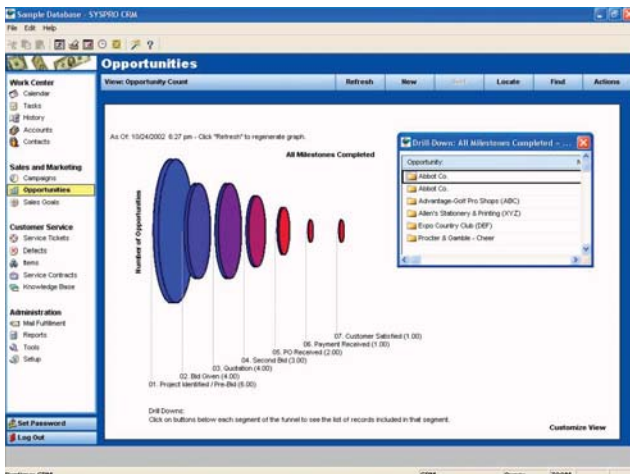 Sample Database - SYSPRO CRM
File Edit Help
Opportunities
View: Opportunity Count
Refresh
New
Locate
Find
Actions
Work Center
Calendar
Tasks
History
Accounts
Contacts
Sales and Marketing
Campaigns
Opportunities
Sales Goals
Customer Service
Service Tickets
Defects
Items
Service Contracts
Knowledge Base
Administration
Mail Fulfillment
Reports
Tools
Setup
Set Password
Log Out
As Of: 10/24/2002 6:27 pm - Click "Refresh" to regenerate graph.
All Milestones Completed
Number of Opportunities
07. Customer Satisfied (1.00)
06. Payment Received (1.00)
05. PO Received (2.00)
04. Second Bid (3.00)
03. Quotation (4.00)
02. Bid Given (4.00)
01. Project Identified / Pre-Bid (6.00)
Drill-Down: All Milestones Completed - ...
Opportunity:
Abbot Co.
Abbot Co.
Advantage-Golf Pro Shops (ABC)
Allen's Stationery & Printing (XYZ)
Expo Country Club (DEF)
Procter & Gamble - Cheer
Drill Downs:
Click on buttons below each segment of the funnel to see the list of records included in that segment.
Customize View